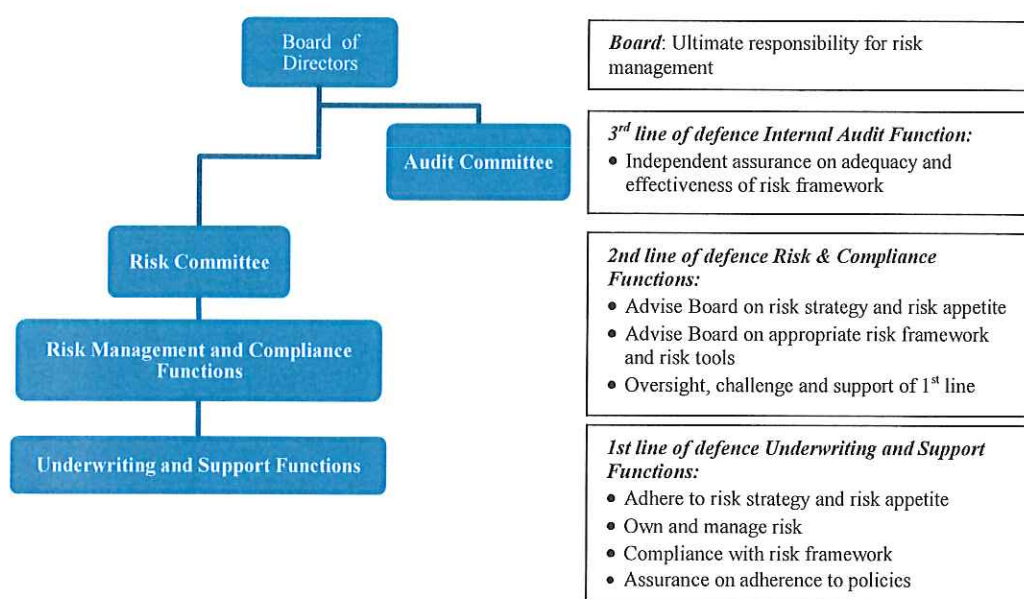 Board of
Directors
Audit Committee
Risk Committee
Risk Management and Compliance
Functions
Underwriting and Support Functions
Board: Ultimate responsibility for risk
management
3rd line of defence Internal Audit Function:
• Independent assurance on adequacy and
effectiveness of risk framework
2nd line of defence Risk & Compliance
Functions:
• Advise Board on risk strategy and risk appetite
• Advise Board on appropriate risk framework
and risk tools
• Oversight, challenge and support of 1st line
1st line of defence Underwriting and Support
Functions:
• Adhere to risk strategy and risk appetite
• Own and manage risk
• Compliance with risk framework
• Assurance on adherence to policies